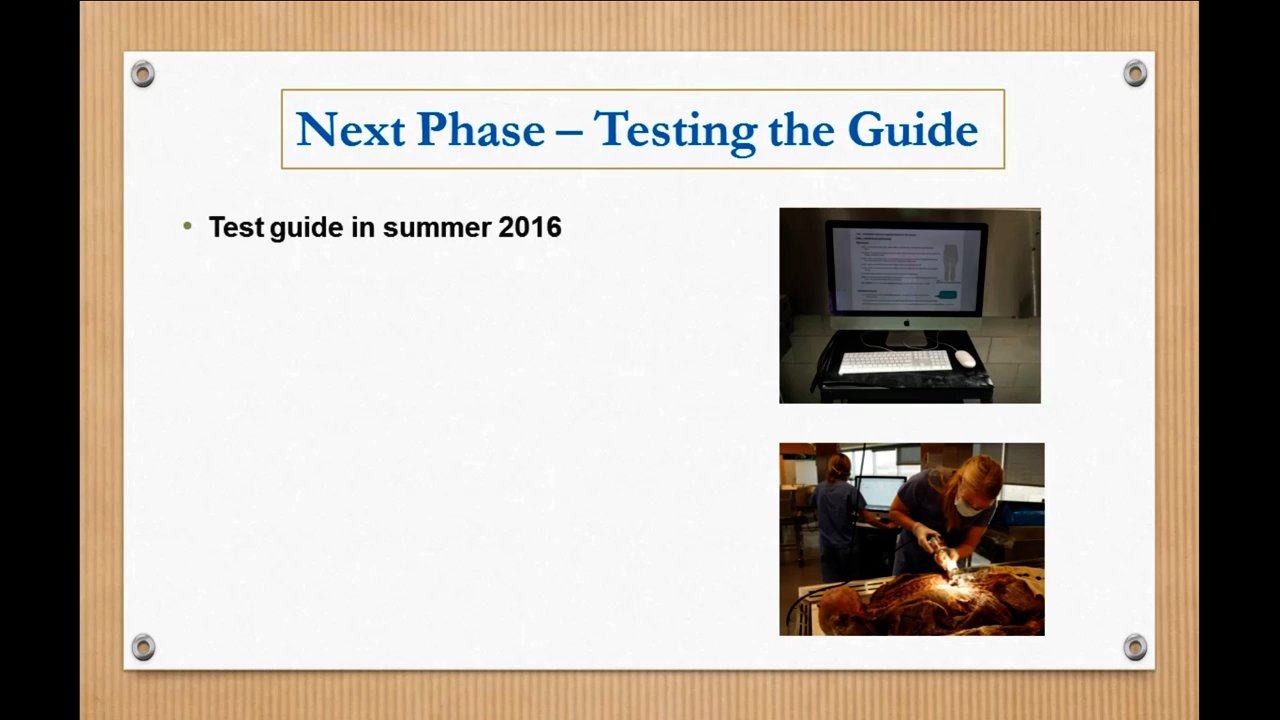 Next Phase – Testing the Guide
• Test guide in summer 2016